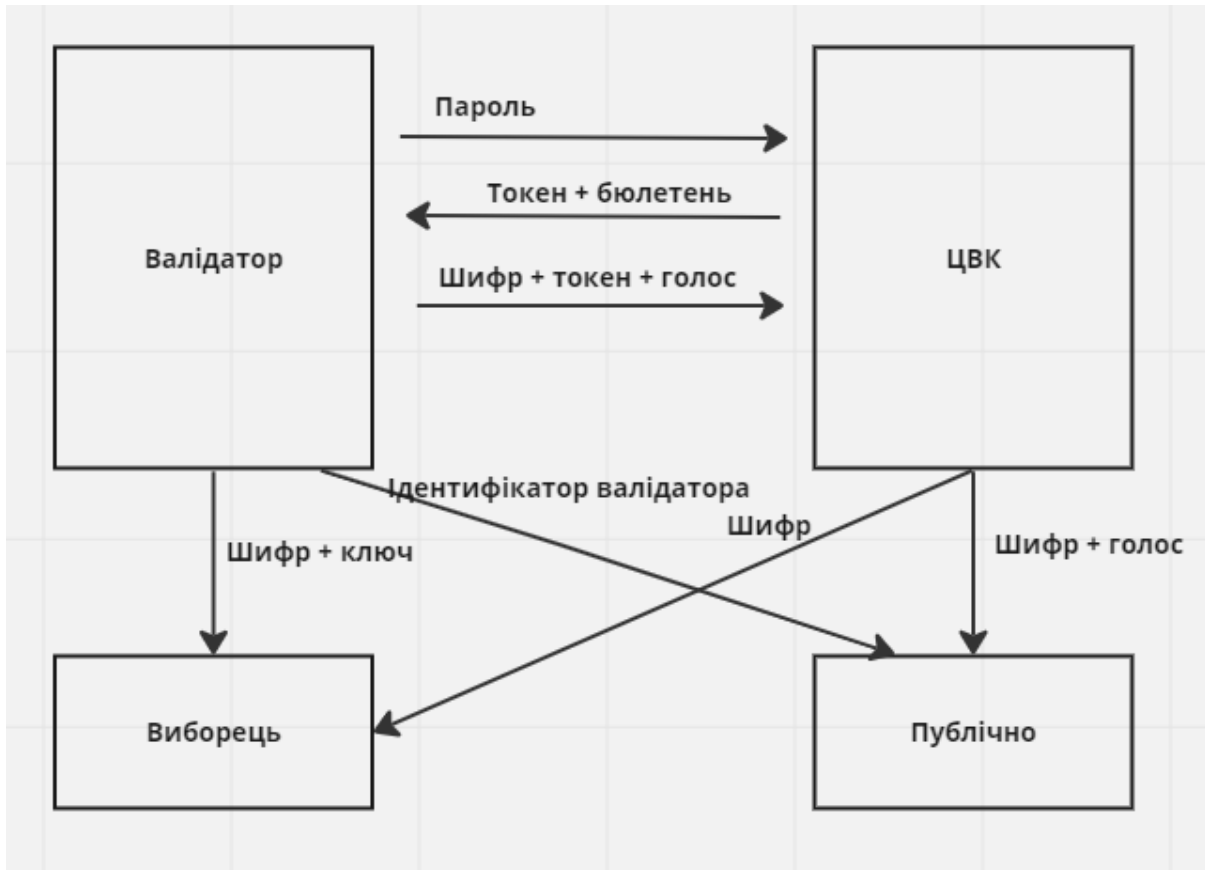 Пароль
Токен + бюлетень
Валідатор
ЦВК
Шифр + токен + голос
Ідентифікатор валідатора
Шифр
Шифр + ключ
Шифр + голос
Виборець
Публічно